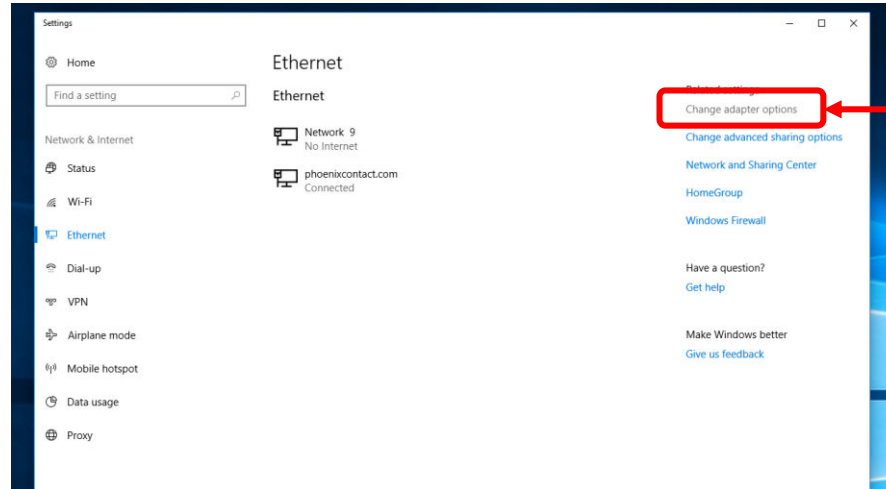 Settings
Home
Find a setting
Network & Internet
Status
Wi-Fi
Ethernet
Dial-up
VPN
Airplane mode
Mobile hotspot
Data usage
Proxy
Ethernet
Ethernet
Network 9
No Internet
phoenixcontact.com
Connected
Related settings
Change adapter options
Change advanced sharing options
Network and Sharing Center
HomeGroup
Windows Firewall
Have a question?
Get help
Make Windows better
Give us feedback